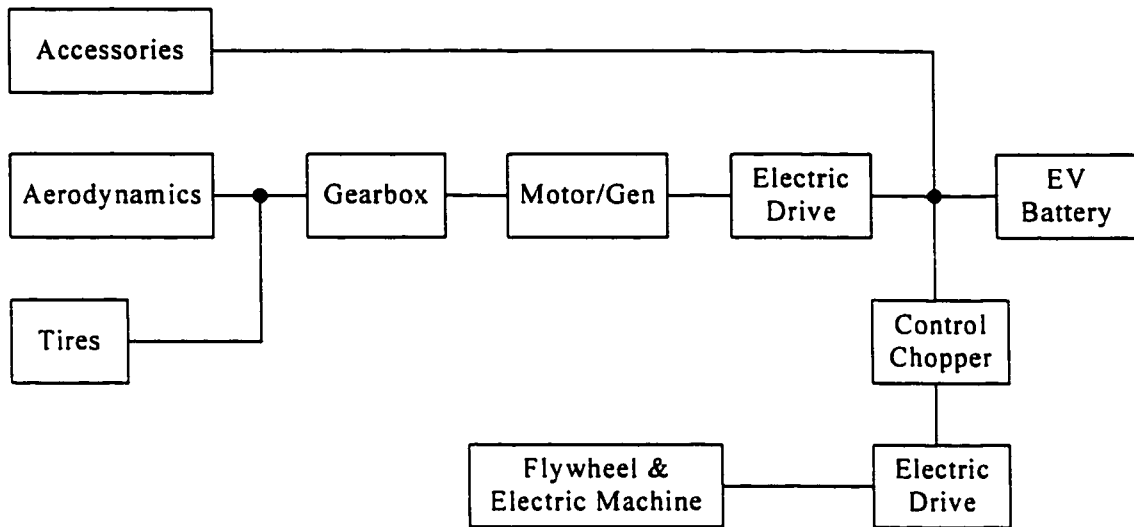 Accessories
Aerodynamics
Gearbox
Motor/Gen
Electric
Drive
EV
Battery
Tires
Control
Chopper
Flywheel &
Electric Machine
Electric
Drive